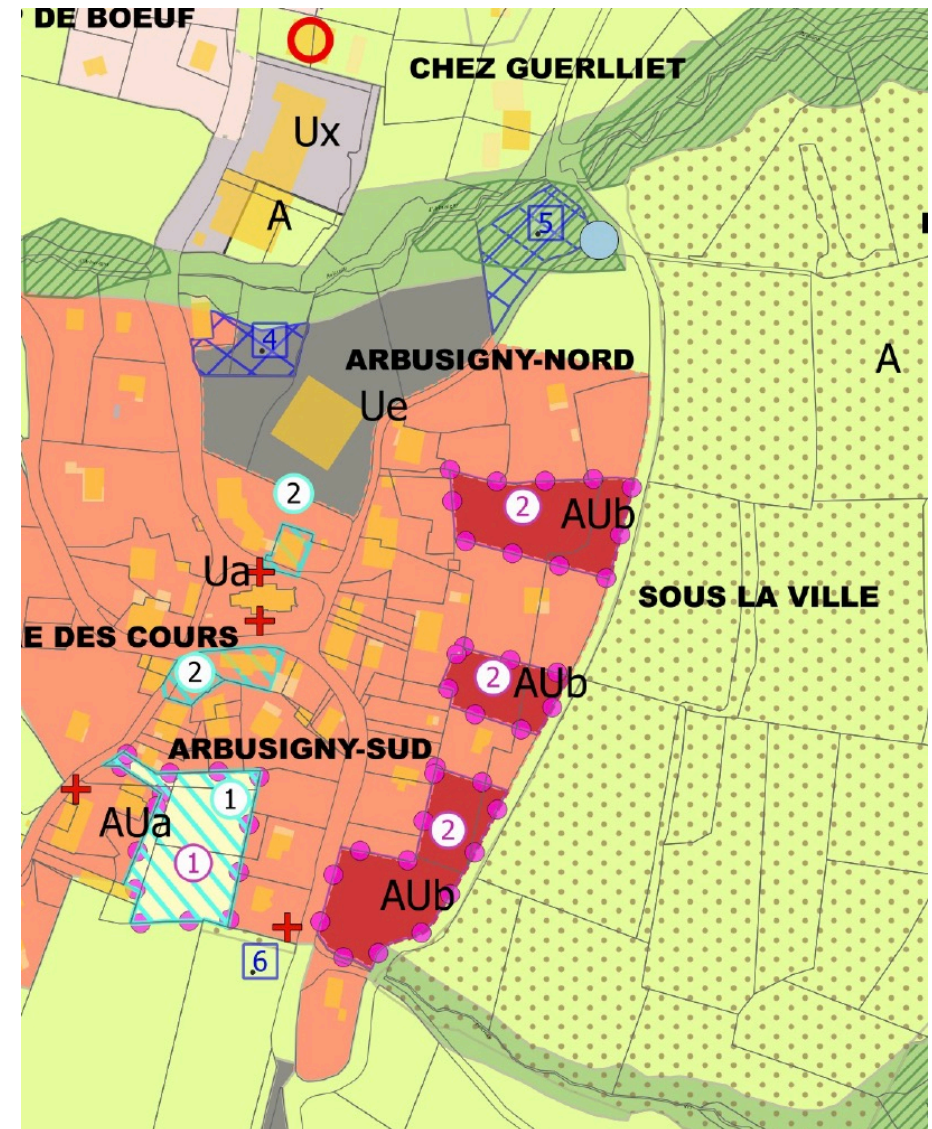 DE BOEUF
CHEZ GUERLLIET
Ux
A
5
4
ARBUSIGNY-NORD
A
Ue
2
2
AUb
Ua
SOUS LA VILLE
E DES COURS
2
2
AUb
ARBUSIGNY-SUD
1
AUa
2
1
AUb
6